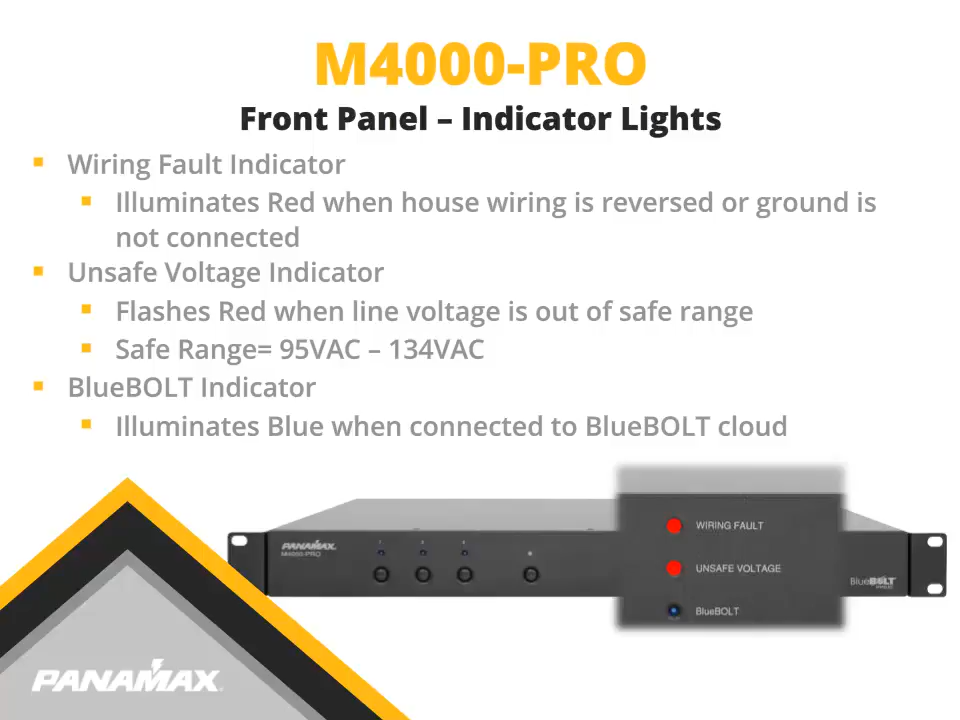 M4000-PRO
Front Panel – Indicator Lights
Wiring Fault Indicator
Illuminates Red when house wiring is reversed or ground is
not connected
Unsafe Voltage Indicator
Flashes Red when line voltage is out of safe range
Safe Range= 95VAC – 134VAC
BlueBOLT Indicator
Illuminates Blue when connected to BlueBOLT cloud
PANAMAX
M4000-PRO
WIRING FAULT
UNSAFE VOLTAGE
BlueBOLT
BlueBOLT
PANAMAX